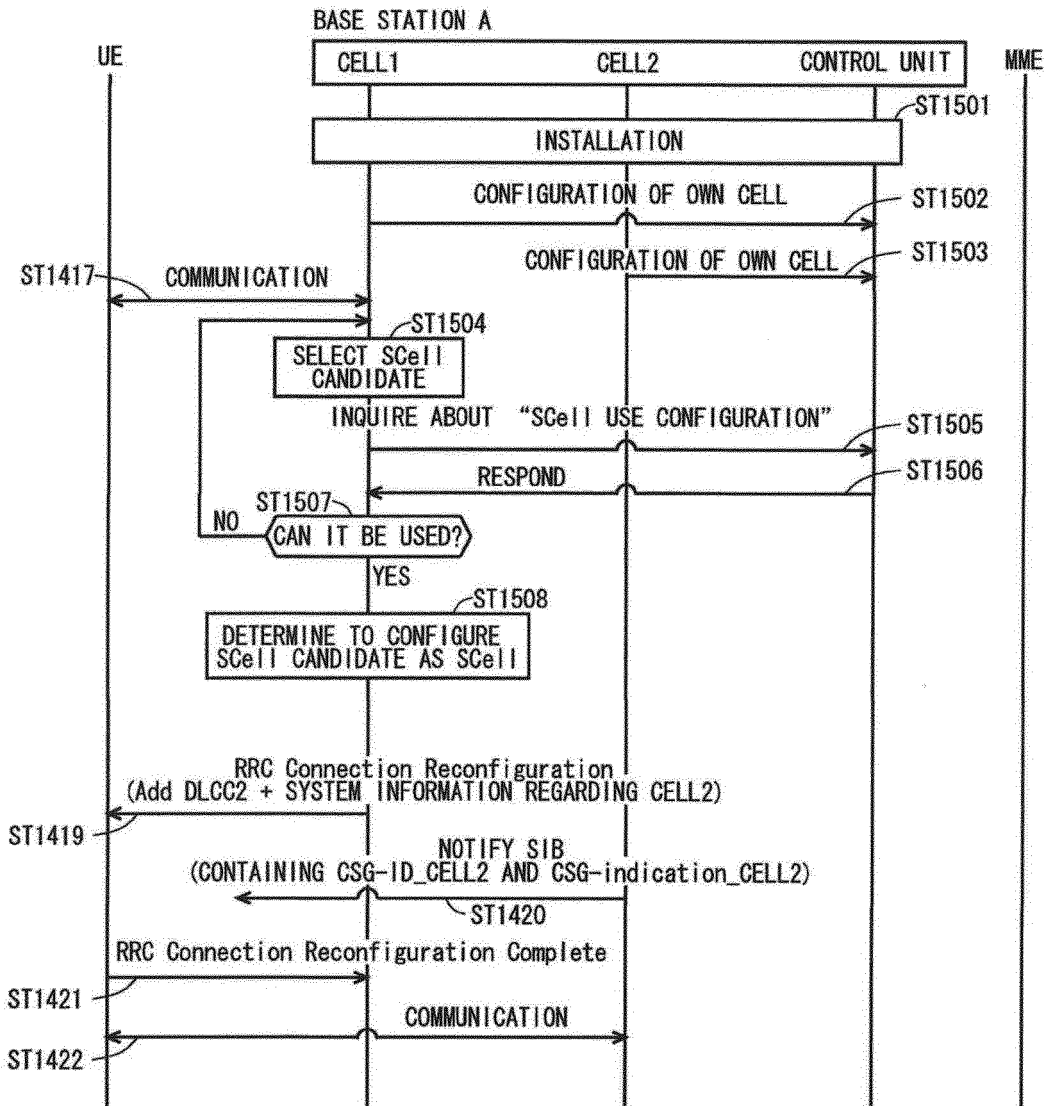 BASE STATION A
UE
CELL1
CELL2
CONTROL UNIT
MME
ST1501
INSTALLATION
CONFIGURATION OF OWN CELL
ST1502
CONFIGURATION OF OWN CELL
ST1503
ST1417
COMMUNICATION
ST1504
SELECT SCell
CANDIDATE
INQUIRE ABOUT “SCell USE CONFIGURATION”
ST1505
RESPOND
ST1506
ST1507
NO
CAN IT BE USED?
YES
ST1508
DETERMINE TO CONFIGURE
SCell CANDIDATE AS SCell
RRC Connection Reconfiguration
(Add DLCC2 + SYSTEM INFORMATION REGARDING CELL2)
ST1419
NOTIFY SIB
(CONTAINING CSG-ID_CELL2 AND CSG-indication_CELL2)
ST1420
RRC Connection Reconfiguration Complete
ST1421
COMMUNICATION
ST1422